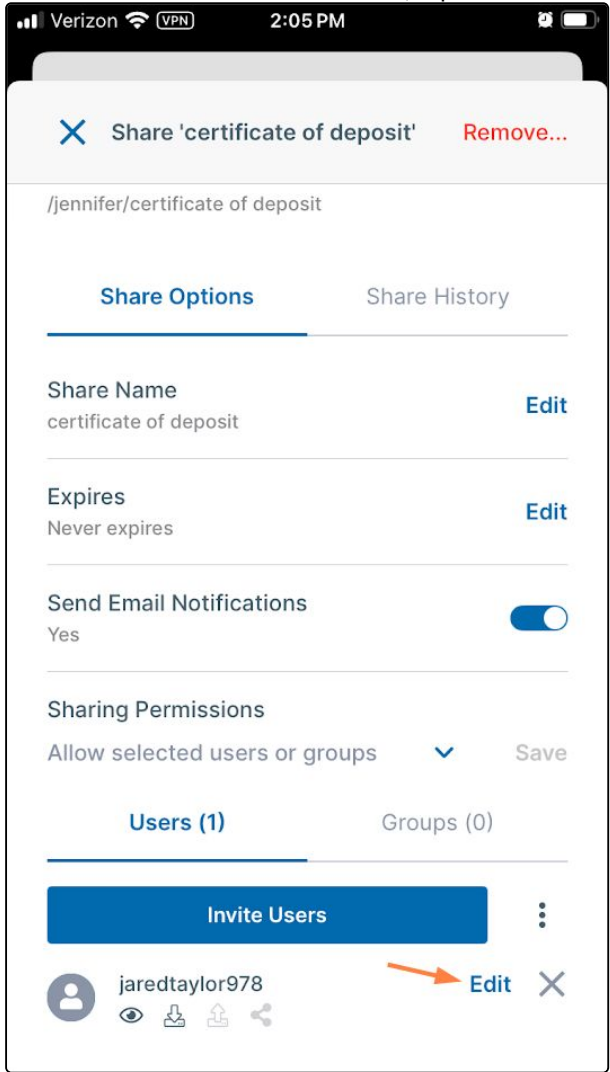 Verizon VPN 2:05 PM
Share 'certificate of deposit' Remove...
/jennifer/certificate of deposit
Share Options Share History
Share Name
Edit
certificate of deposit
Expires
Edit
Never expires
Send Email Notifications
Yes
Sharing Permissions
Allow selected users or groups Save
Users (1) Groups (0)
Invite Users
jaredtaylor978 Edit